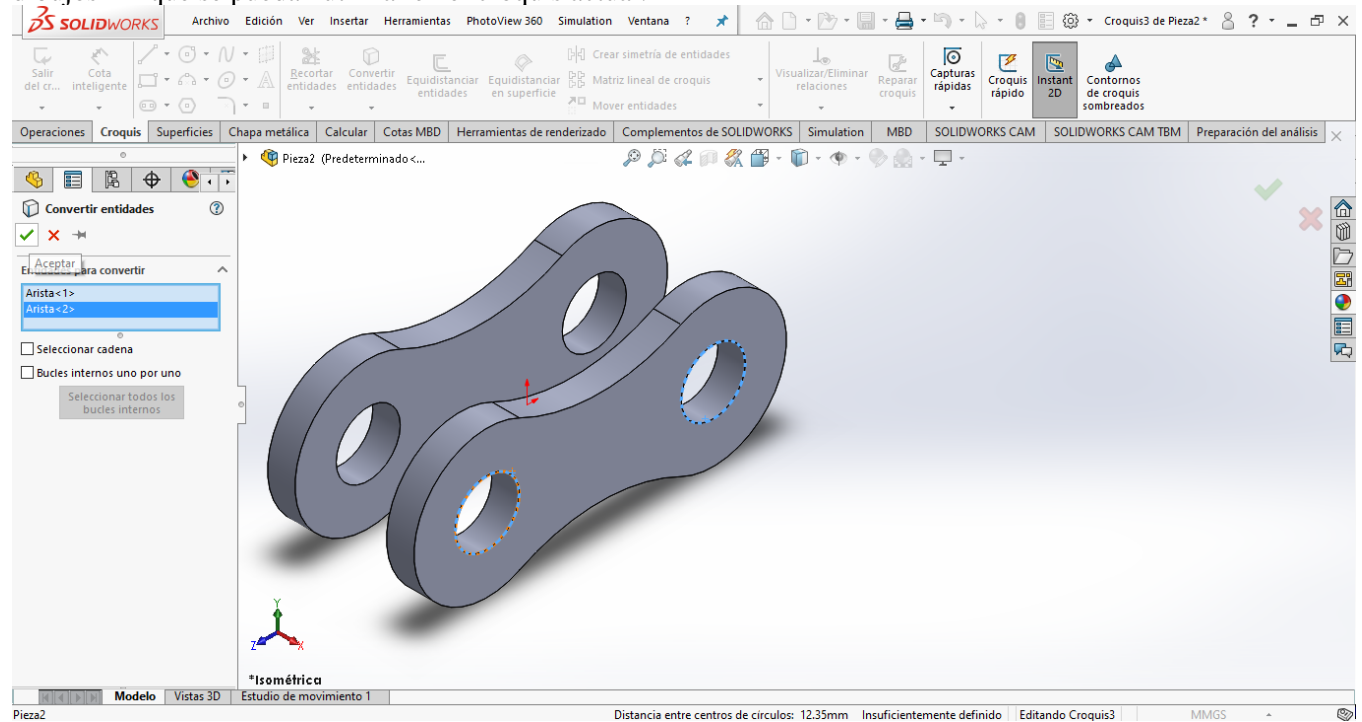 SOLIDWORKS Archivo Edición Ver Insertar Herramientas PhotoView 360 Simulation Ventana ? Croquis3 de Pieza2 * ?
Salir del cr...
Cota inteligente
Recortar entidades
Convertir entidades
Equidistanciar entidades
Equidistanciar en superficie
Crear simetría de entidades
Matriz lineal de croquis
Mover entidades
Visualizar/Eliminar relaciones
Reparar croquis
Capturas rápidas
Croquis rápido
Instant 2D
Contornos de croquis sombreados
Operaciones Croquis Superficies Chapa metálica Calcular Cotas MBD Herramientas de renderizado Complementos de SOLIDWORKS Simulation MBD SOLIDWORKS CAM SOLIDWORKS CAM TBM Preparación del análisis
Pieza2 (Predeterminado<...
Convertir entidades
Aceptar
para convertir
Arista<1>
Arista<2>
Seleccionar cadena
Bucles internos uno por uno
Seleccionar todos los
bucles internos
Y
Z X
*Isométrica
Modelo Vistas 3D Estudio de movimiento 1
Pieza2 Distancia entre centros de círculos: 12.35mm Insuficientemente definido Editando Croquis3 MMGS